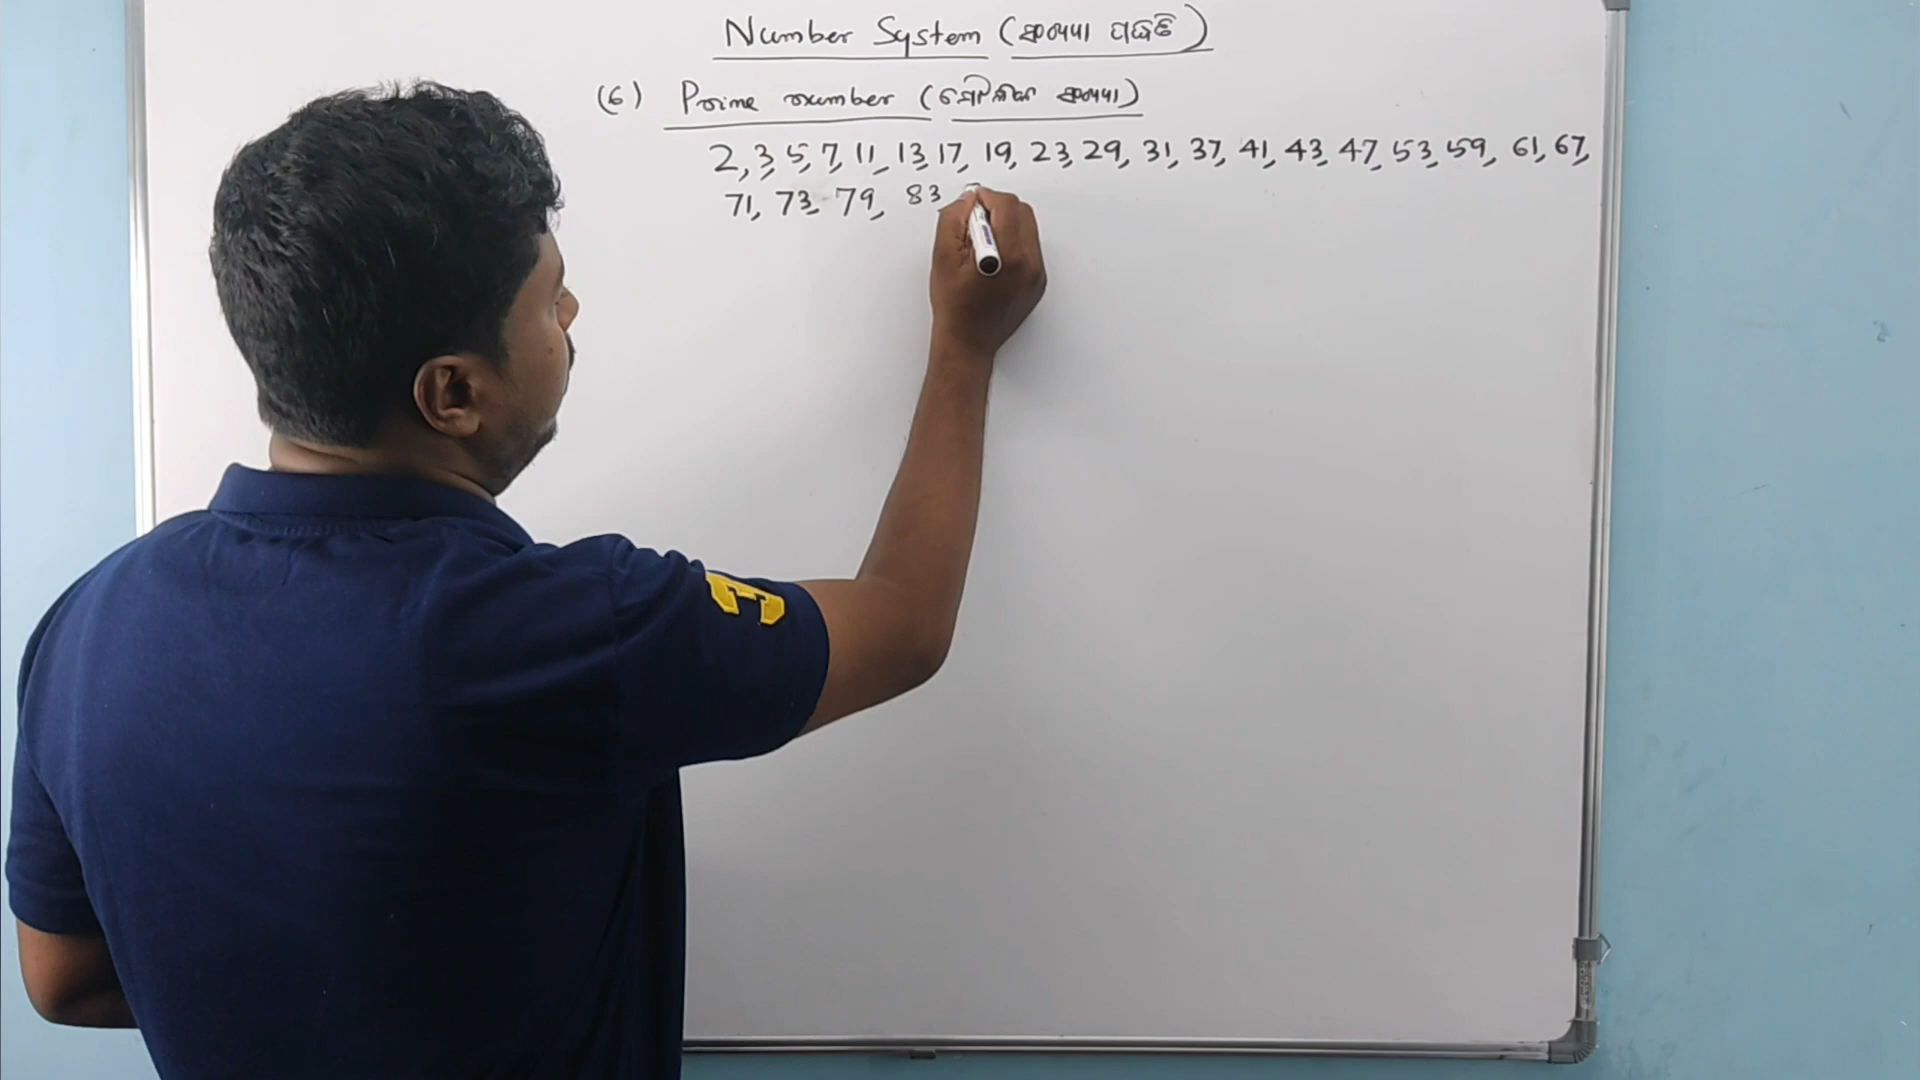 Number System (ସଂଖ୍ୟା ପଦ୍ଧତି)
(6) Prime number (ମୌଳିକ ସଂଖ୍ୟା)
2, 3, 5, 7, 11, 13, 17, 19, 23, 29, 31, 37, 41, 43, 47, 53, 59, 61, 67,
71, 73, 79, 83,
3